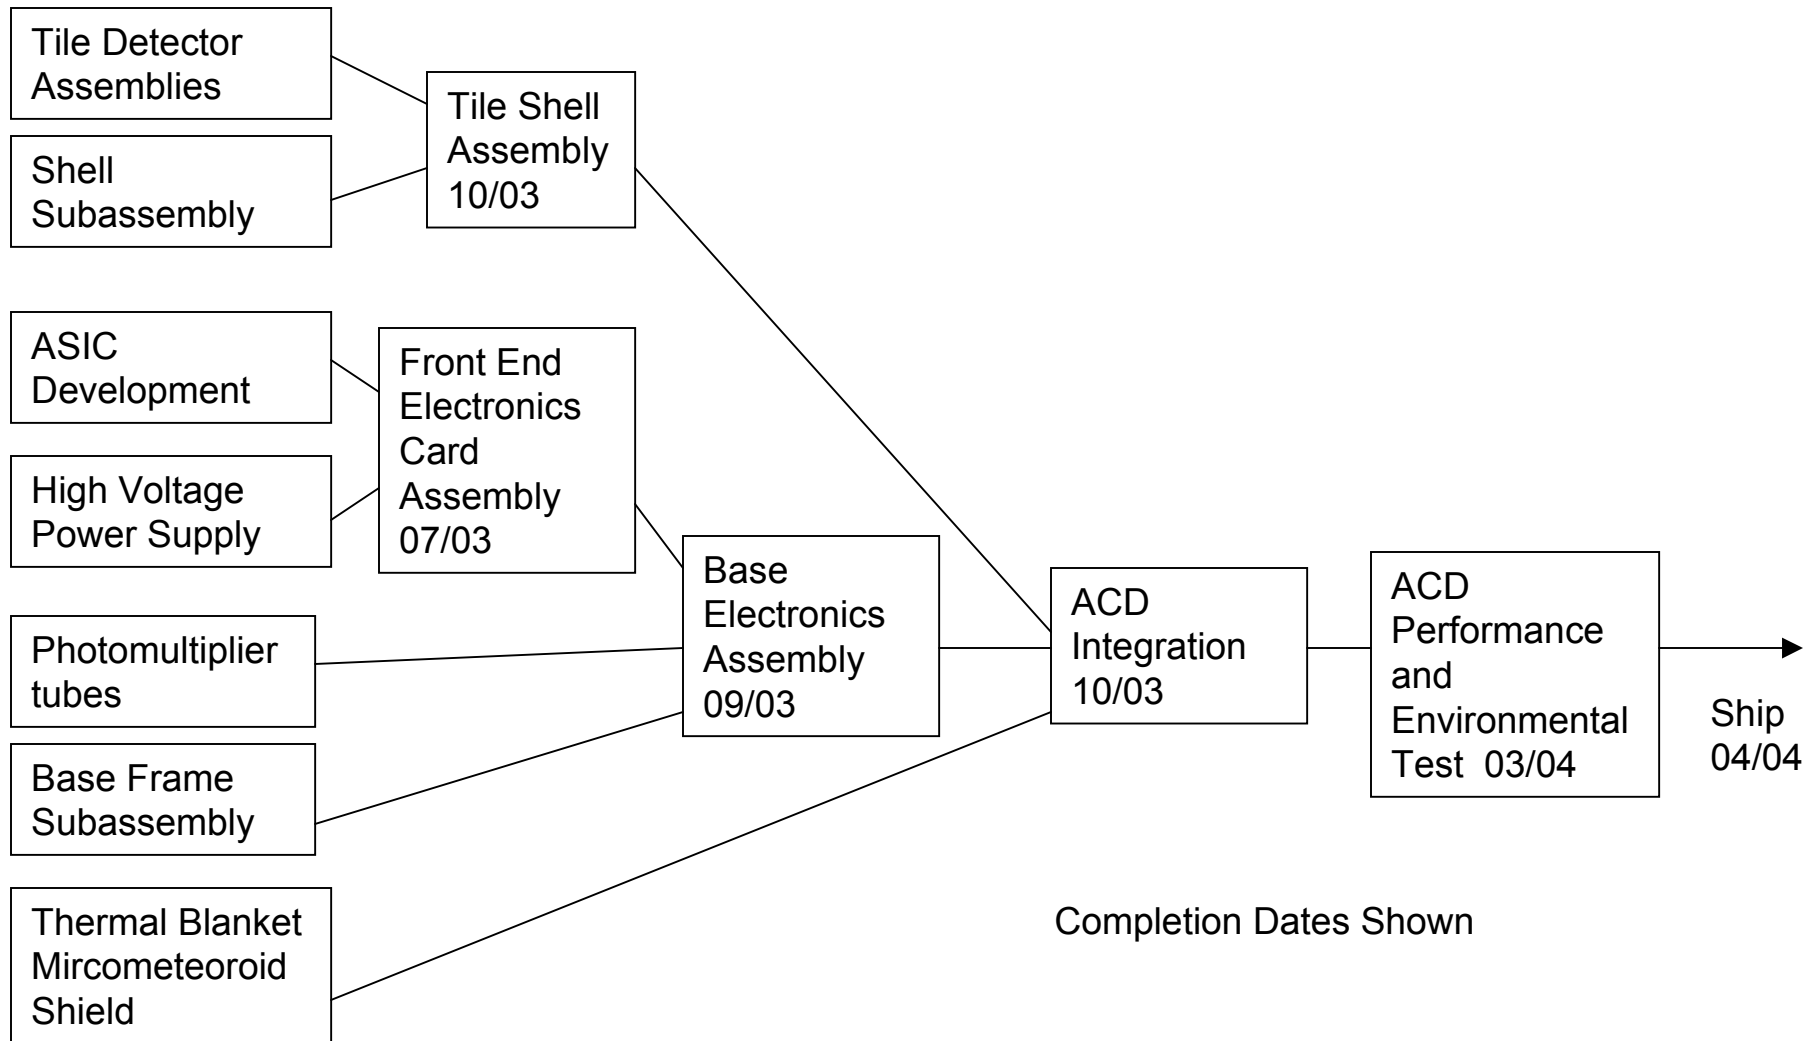 Tile Detector
Assemblies
Shell
Subassembly
Tile Shell
Assembly
10/03
ASIC
Development
High Voltage
Power Supply
Front End
Electronics
Card
Assembly
07/03
Photomultiplier
tubes
Base Frame
Subassembly
Thermal Blanket
Mircometeoroid
Shield
Base
Electronics
Assembly
09/03
ACD
Integration
10/03
ACD
Performance
and
Environmental
Test 03/04
Ship
04/04
Completion Dates Shown